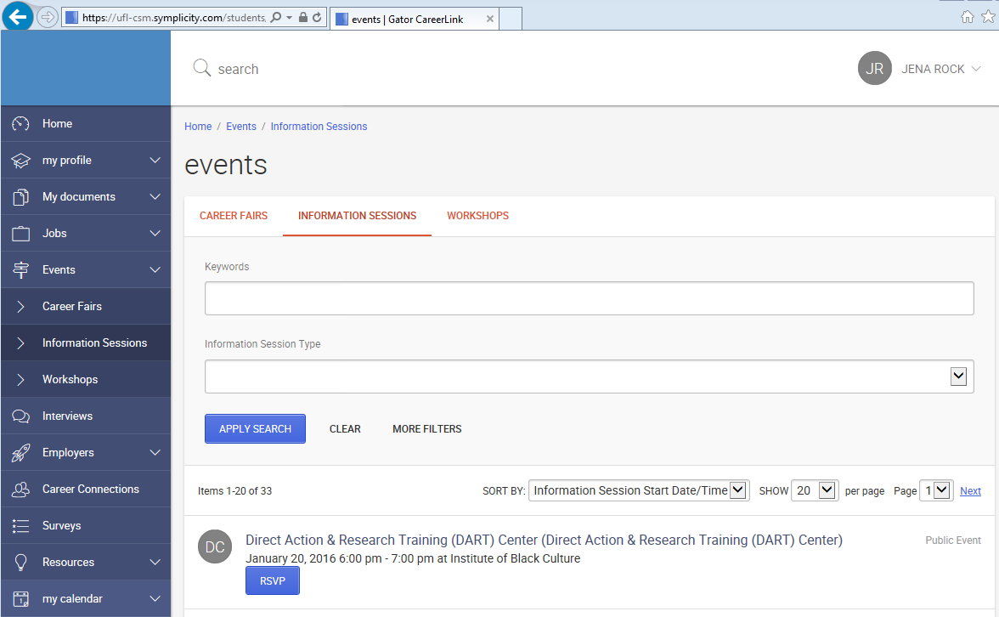 https://ufl-csm.symplicity.com/students,
events | Gator CareerLink
search
JR JENA ROCK
Home
my profile
My documents
Jobs
Events
Career Fairs
Information Sessions
Workshops
Interviews
Employers
Career Connections
Surveys
Resources
my calendar
Home / Events / Information Sessions
events
CAREER FAIRS INFORMATION SESSIONS WORKSHOPS
Keywords
Information Session Type
APPLY SEARCH CLEAR MORE FILTERS
Items 1-20 of 33 SORT BY: Information Session Start Date/Time SHOW 20 per page Page 1 Next
DC Direct Action & Research Training (DART) Center (Direct Action & Research Training (DART) Center) Public Event
January 20, 2016 6:00 pm - 7:00 pm at Institute of Black Culture
RSVP